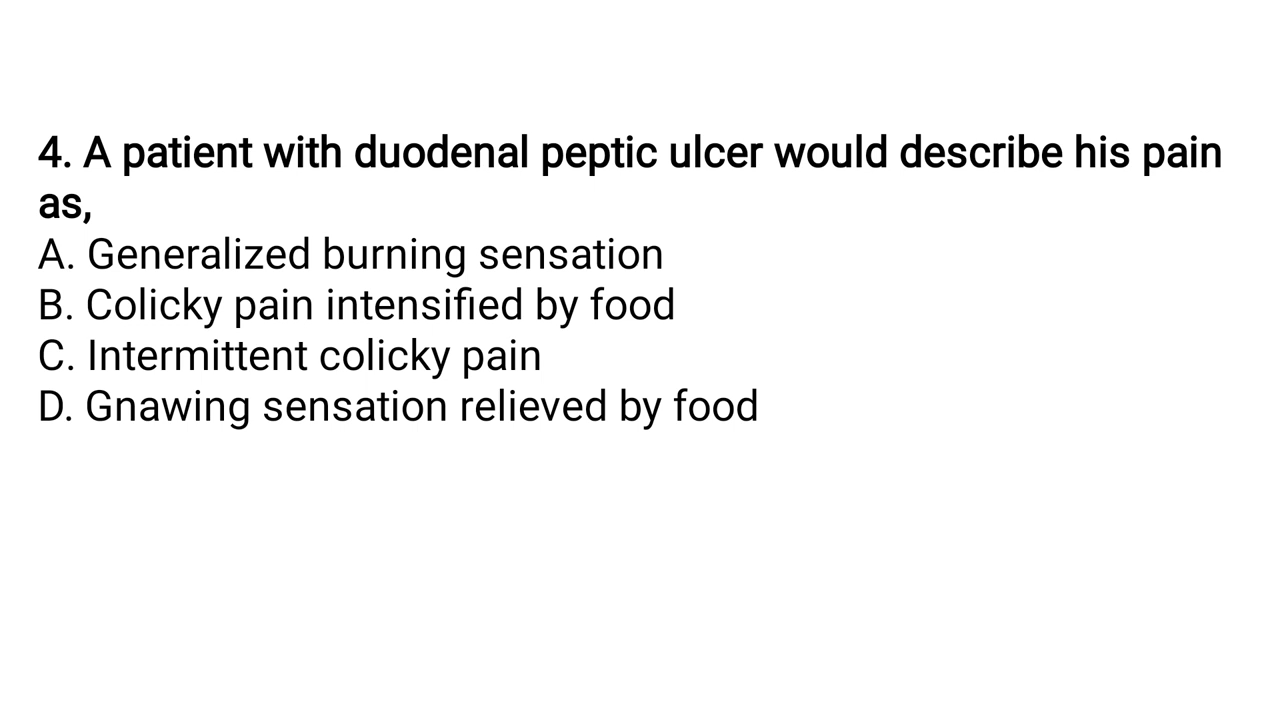 4. A patient with duodenal peptic ulcer would describe his pain
as,
A. Generalized burning sensation
B. Colicky pain intensified by food
C. Intermittent colicky pain
D. Gnawing sensation relieved by food